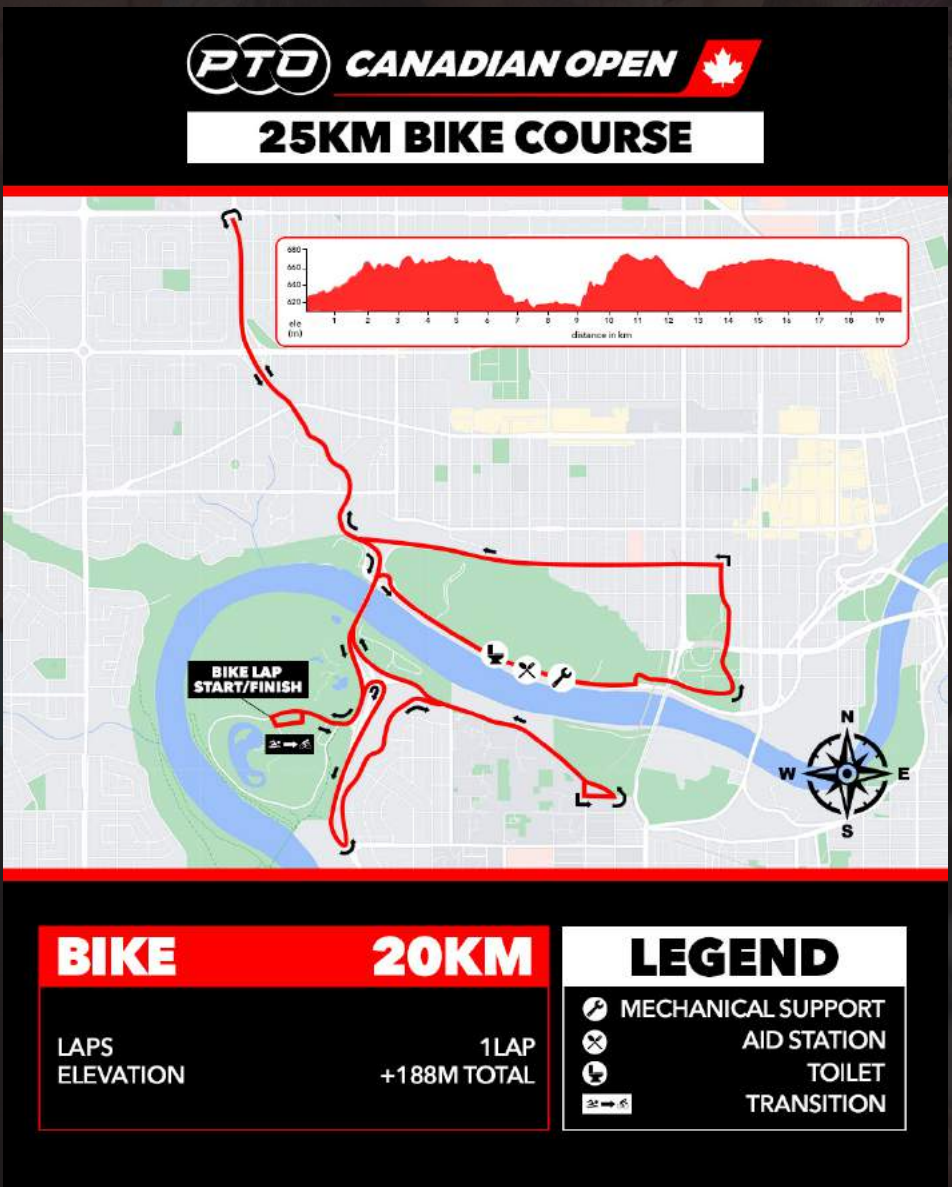 PTO CANADIAN OPEN
25KM BIKE COURSE
680
660
640
620
ele
(m)
1 2 3 4 5 6 7 8 9 10 11 12 13 14 15 16 17 18 19
distance in km
BIKE LAP
START/FINISH
N
W E
S
BIKE 20KM
LAPS 1LAP
ELEVATION +188M TOTAL
LEGEND
MECHANICAL SUPPORT
AID STATION
TOILET
TRANSITION